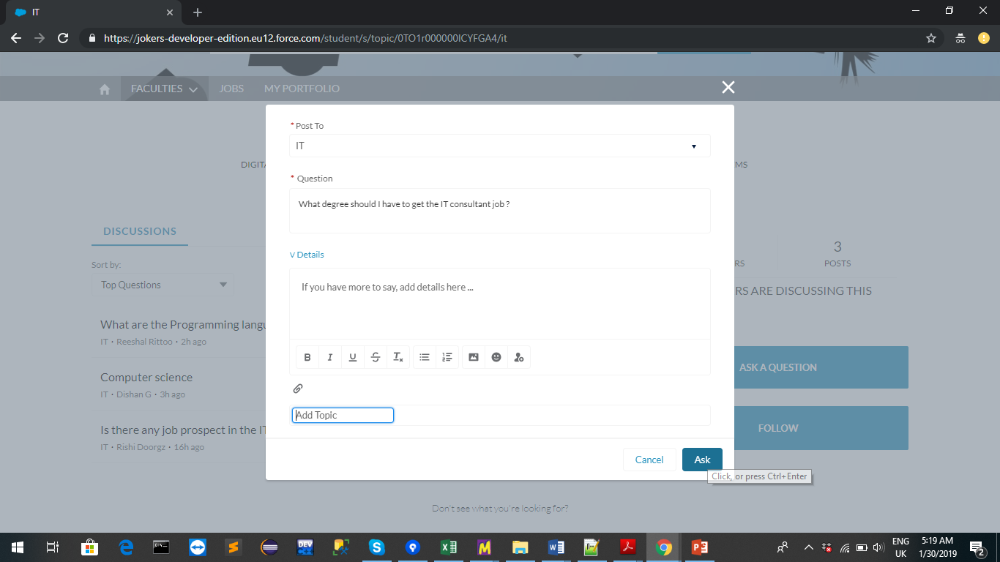 IT
https://jokers-developer-edition.eu12.force.com/student/s/topic/0TO1r000000ICYFGA4/it
FACULTIES JOBS MY PORTFOLIO
* Post To
IT
DIGIT
MS
* Question
What degree should I have to get the IT consultant job ?
DISCUSSIONS
3
RS
POSTS
V Details
Sort by:
Top Questions
If you have more to say, add details here ...
RS ARE DISCUSSING THIS
What are the Programming langu
IT • Reeshal Rittoo • 2h ago
B I U S Tx
ASK A QUESTION
Computer science
IT • Dishan G • 3h ago
Add Topic
Is there any job prospect in the IT
IT • Rishi Doorgz • 16h ago
FOLLOW
Cancel Ask
Click, or press Ctrl+Enter
Don't see what you're looking for?
ENG
UK
5:19 AM
1/30/2019
2